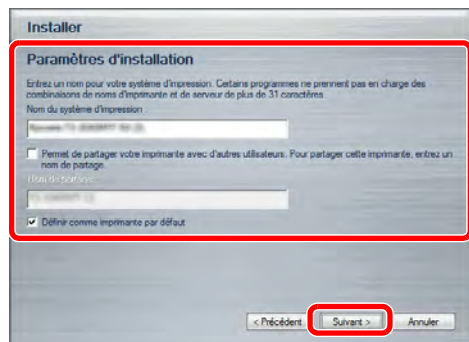 Installer
Paramètres d'installation
Entrez un nom pour votre système d'impression. Certains programmes ne prennent pas en charge des
combinaisons de noms d'imprimante et de serveur de plus de 31 caractères.
Nom du système d'impression :
Permet de partager votre imprimante avec d'autres utilisateurs. Pour partager cette imprimante, entrez un
nom de partage.
Nom de partage :
Définir comme imprimante par défaut
< Précédent Suivant > Annuler